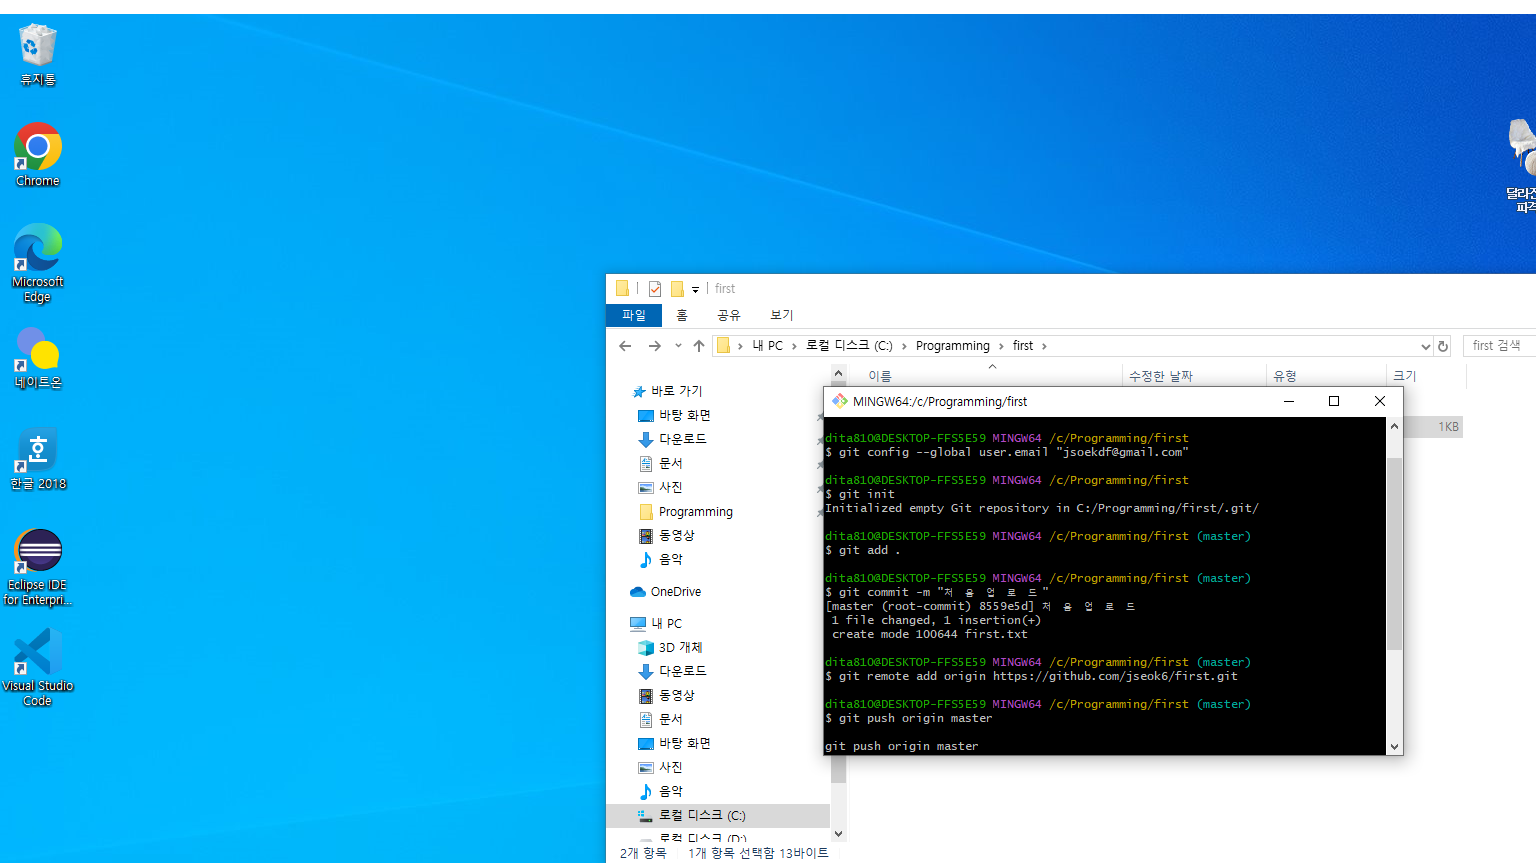 휴지통
Chrome
Microsoft
Edge
네이트온
한글 2018
Eclipse IDE
for Enterpri...
Visual Studio
Code
first
파일
홈
공유
보기
내 PC
로컬 디스크 (C:)
Programming
first
first 검색
이름
수정한 날짜
유형
크기
1KB
바로 가기
바탕 화면
다운로드
문서
사진
Programming
동영상
음악
OneDrive
내 PC
3D 개체
다운로드
동영상
문서
바탕 화면
사진
음악
로컬 디스크 (C:)
로컬 디스크 (D:)
2개 항목
1개 항목 선택함 13바이트
MINGW64:/c/Programming/first
dita810@DESKTOP-FFS5E59 MINGW64 /c/Programming/first
$ git config --global user.email "jsoekdf@gmail.com"
dita810@DESKTOP-FFS5E59 MINGW64 /c/Programming/first
$ git init
Initialized empty Git repository in C:/Programming/first/.git/
dita810@DESKTOP-FFS5E59 MINGW64 /c/Programming/first (master)
$ git add .
dita810@DESKTOP-FFS5E59 MINGW64 /c/Programming/first (master)
$ git commit -m "처 음 업 로 드"
[master (root-commit) 8559e5d] 처 음 업 로 드
1 file changed, 1 insertion(+)
create mode 100644 first.txt
dita810@DESKTOP-FFS5E59 MINGW64 /c/Programming/first (master)
$ git remote add origin https://github.com/jseok6/first.git
dita810@DESKTOP-FFS5E59 MINGW64 /c/Programming/first (master)
$ git push origin master
git push origin master